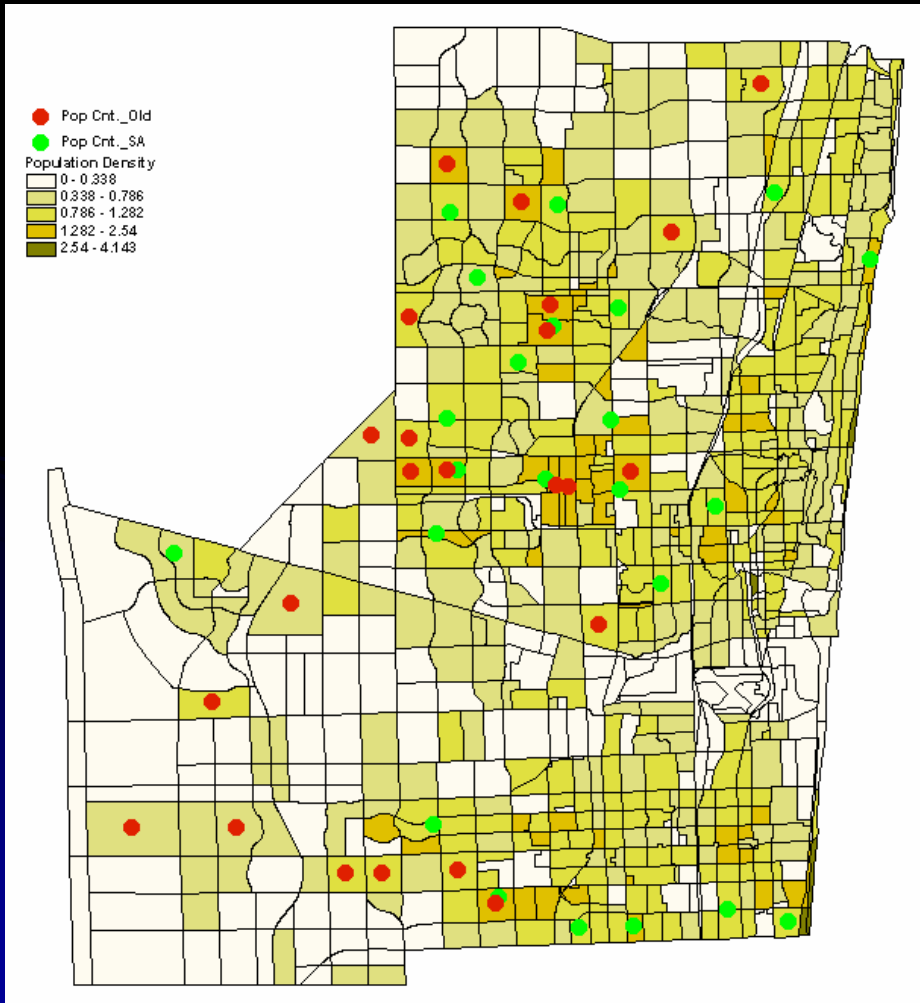 Pop Cnt._Old
Pop Cnt._SA
Population Density
0 - 0.338
0.338 - 0.786
0.786 - 1.282
1.282 - 2.54
2.54 - 4.143